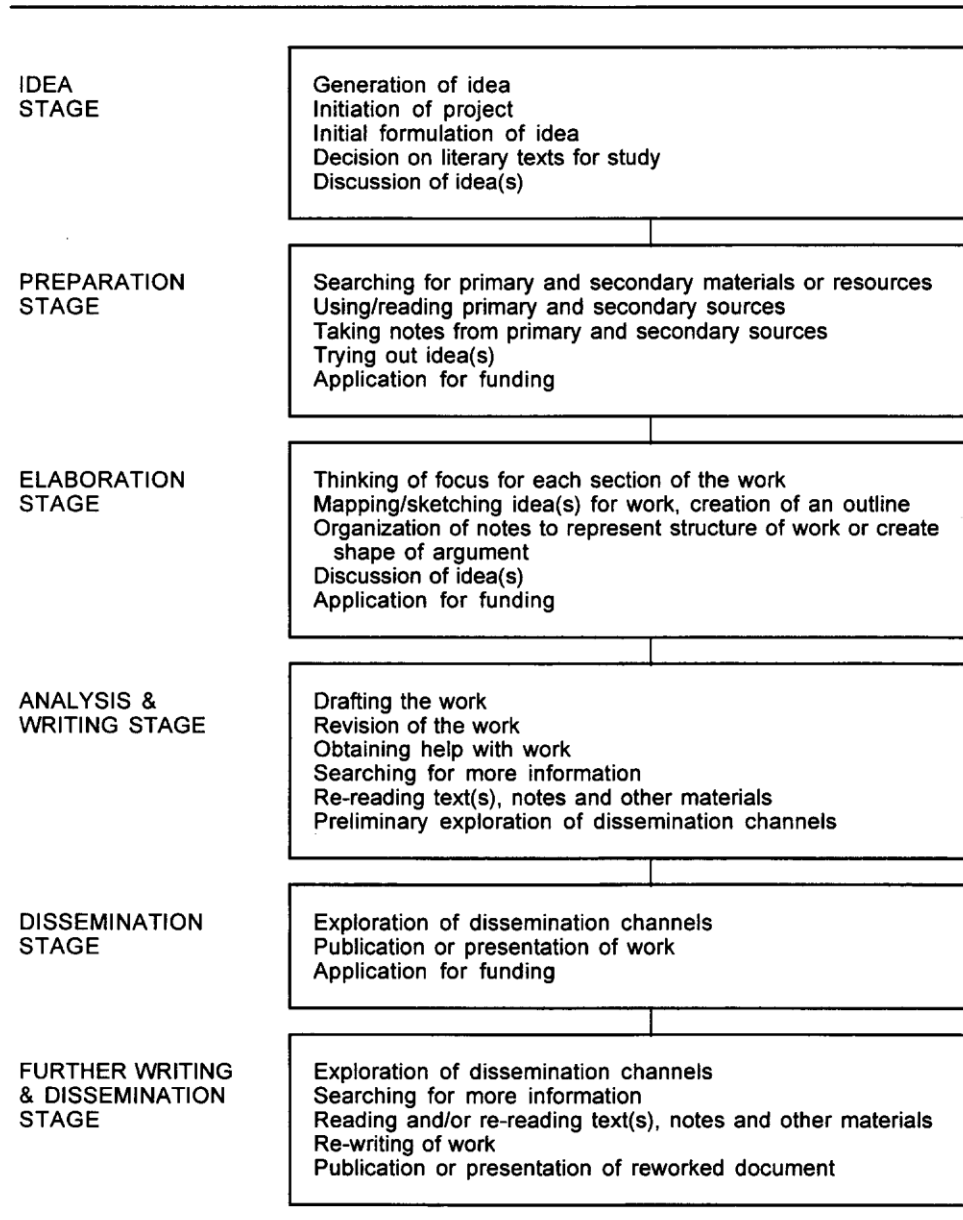 IDEA
STAGE
Generation of idea
Initiation of project
Initial formulation of idea
Decision on literary texts for study
Discussion of idea(s)
PREPARATION
STAGE
Searching for primary and secondary materials or resources
Using/reading primary and secondary sources
Taking notes from primary and secondary sources
Trying out idea(s)
Application for funding
ELABORATION
STAGE
Thinking of focus for each section of the work
Mapping/sketching idea(s) for work, creation of an outline
Organization of notes to represent structure of work or create
shape of argument
Discussion of idea(s)
Application for funding
ANALYSIS &
WRITING STAGE
Drafting the work
Revision of the work
Obtaining help with work
Searching for more information
Re-reading text(s), notes and other materials
Preliminary exploration of dissemination channels
DISSEMINATION
STAGE
Exploration of dissemination channels
Publication or presentation of work
Application for funding
FURTHER WRITING
& DISSEMINATION
STAGE
Exploration of dissemination channels
Searching for more information
Reading and/or re-reading text(s), notes and other materials
Re-writing of work
Publication or presentation of reworked document